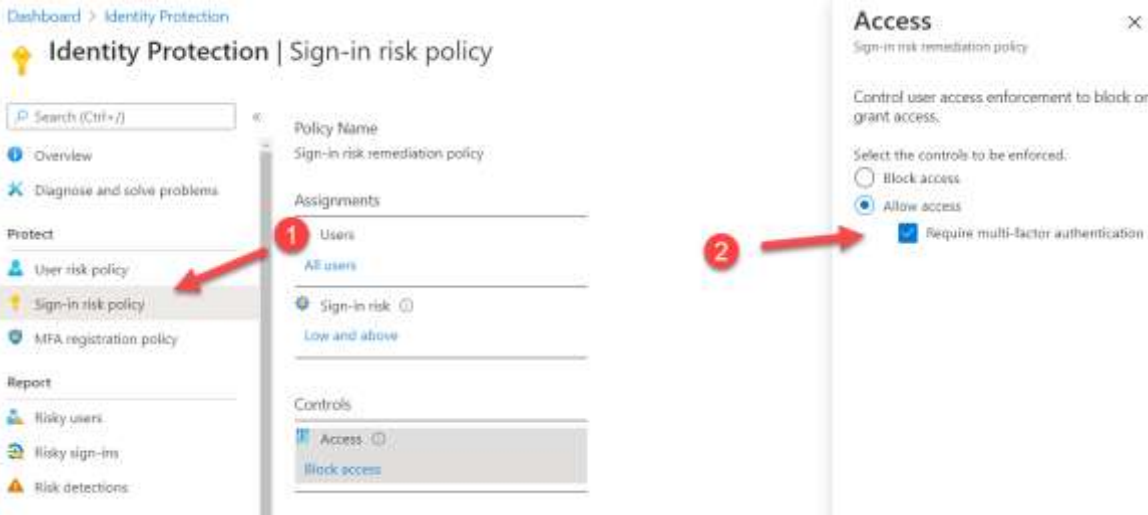 Dashboard > Identity Protection
Identity Protection | Sign-in risk policy
Search (Ctrl+/)
«
Overview
Diagnose and solve problems
Protect
User risk policy
Sign-in risk policy
MFA registration policy
Report
Risky users
Risky sign-ins
Risk detections
Policy Name
Sign-in risk remediation policy
Assignments
1
Users
All users
Sign-in risk
Low and above
Controls
Access
Block access
Access
Sign-in risk remediation policy
Control user access enforcement to block or
grant access.
Select the controls to be enforced.
Block access
Allow access
2
Require multi-factor authentication